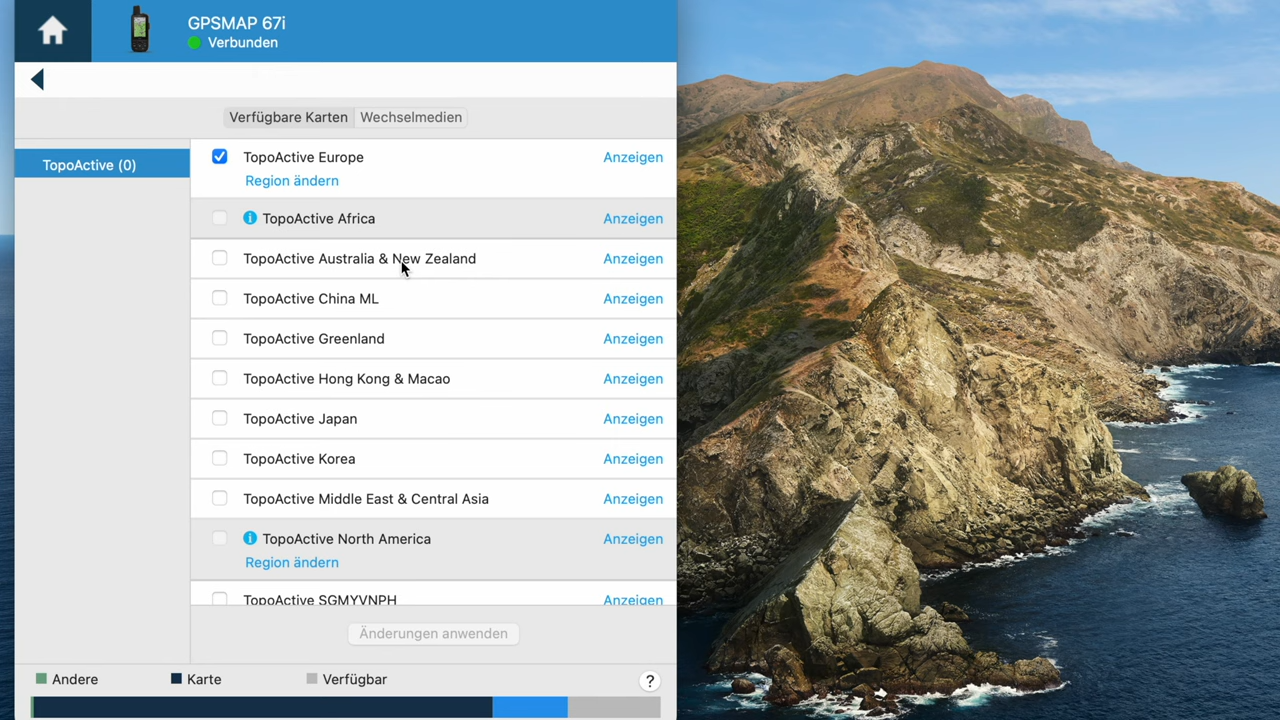 GPSMAP 67i
Verbunden
Verfügbare Karten Wechselmedien
TopoActive (0)
TopoActive Europe Anzeigen
Region ändern
TopoActive Africa Anzeigen
TopoActive Australia & New Zealand Anzeigen
TopoActive China ML Anzeigen
TopoActive Greenland Anzeigen
TopoActive Hong Kong & Macao Anzeigen
TopoActive Japan Anzeigen
TopoActive Korea Anzeigen
TopoActive Middle East & Central Asia Anzeigen
TopoActive North America Anzeigen
Region ändern
TopoActive SGMYVNPH Anzeigen
Änderungen anwenden
Andere Karte Verfügbar ?